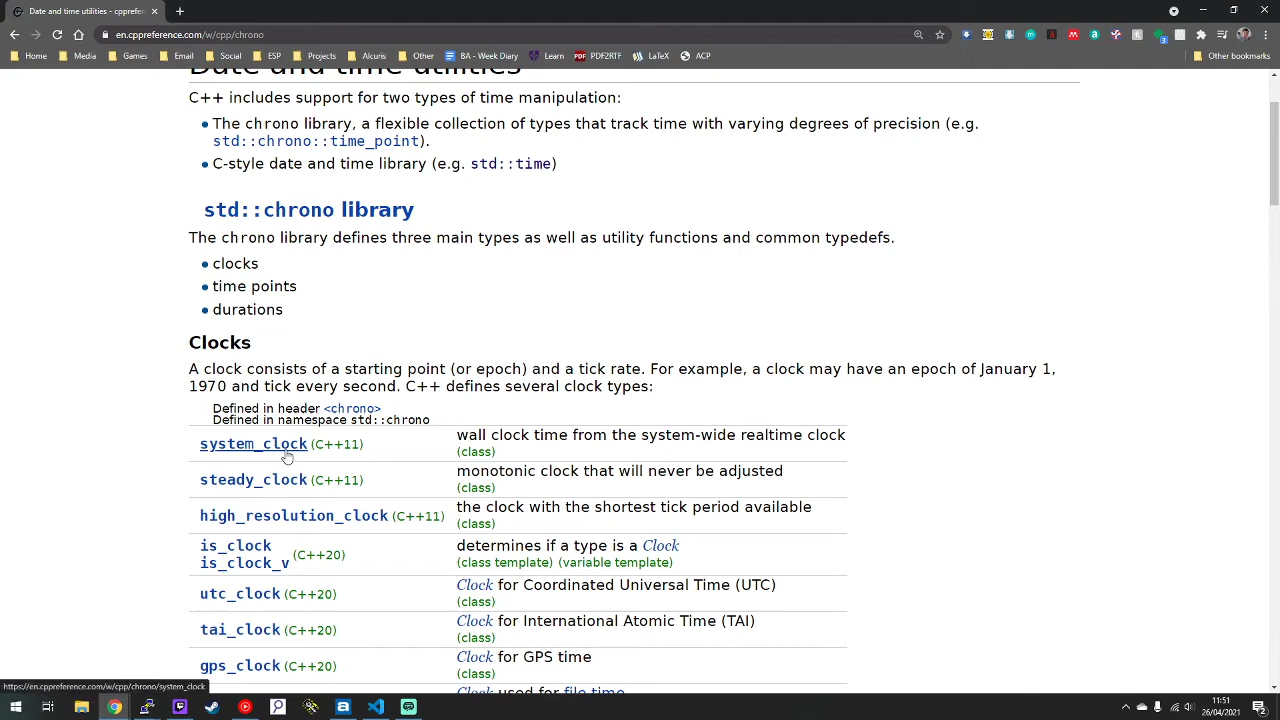 Date and time utilities - cpprefere
en.cppreference.com/w/cpp/chrono
Home Media Games Email Social ESP Projects Alcuris Other BA - Week Diary Learn PDF2RTF LaTeX ACP Other bookmarks
Date and time utilities
C++ includes support for two types of time manipulation:
The chrono library, a flexible collection of types that track time with varying degrees of precision (e.g.
std::chrono::time_point).
C-style date and time library (e.g. std::time)
std::chrono library
The chrono library defines three main types as well as utility functions and common typedefs.
clocks
time points
durations
Clocks
A clock consists of a starting point (or epoch) and a tick rate. For example, a clock may have an epoch of January 1,
1970 and tick every second. C++ defines several clock types:
Defined in header <chrono>
Defined in namespace std::chrono
system_clock (C++11) wall clock time from the system-wide realtime clock
(class)
steady_clock (C++11) monotonic clock that will never be adjusted
(class)
high_resolution_clock (C++11) the clock with the shortest tick period available
(class)
is_clock
is_clock_v (C++20) determines if a type is a Clock
(class template) (variable template)
utc_clock (C++20) Clock for Coordinated Universal Time (UTC)
(class)
tai_clock (C++20) Clock for International Atomic Time (TAI)
(class)
gps_clock (C++20) Clock for GPS time
(class)
Clock used for file time
https://en.cppreference.com/w/cpp/chrono/system_clock
11:51
26/04/2021